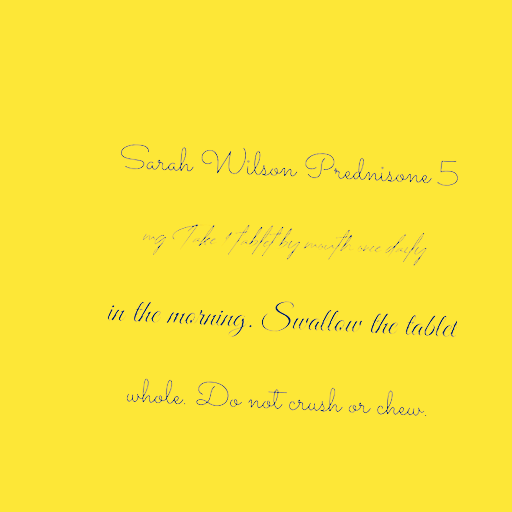 Sarah Wilson Prednisone 5
mg Take 1 tablet by mouth once daily
in the morning. Swallow the tablet
whole. Do not crush or chew.